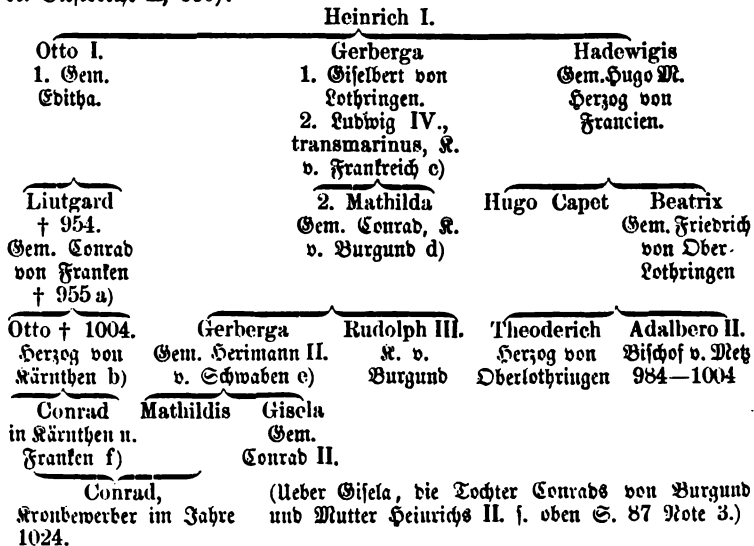 Heinrich I.
Otto I. Gerberga Hadewigis
1. Gem. 1. Giselbert von Gem. Hugo M.
Editha. Lothringen. Herzog von
2. Ludwig IV., Francien.
transmarinus, K.
v. Frankreich c)
Liutgard 2. Mathilda Hugo Capet Beatrix
† 954. Gem. Conrad, K. Gem. Friedrich
Gem. Conrad v. Burgund d) von Ober-
von Franken Lothringen
† 955 a)
Otto † 1004. Gerberga Rudolph III. Theoderich Adalbero II.
Herzog von Gem. Herimann II. K. v. Herzog von Bischof v. Metz
Kärnthen b) v. Schwaben e) Burgund Oberlothringen 984—1004
Conrad Mathildis Gisela
in Kärnthen u. Gem.
Franken f) Conrad II.
Conrad, (Ueber Gisela, die Tochter Conrads von Burgund
Kronbewerber im Jahre und Mutter Heinrichs II. s. oben S. 87 Note 3.)
1024.